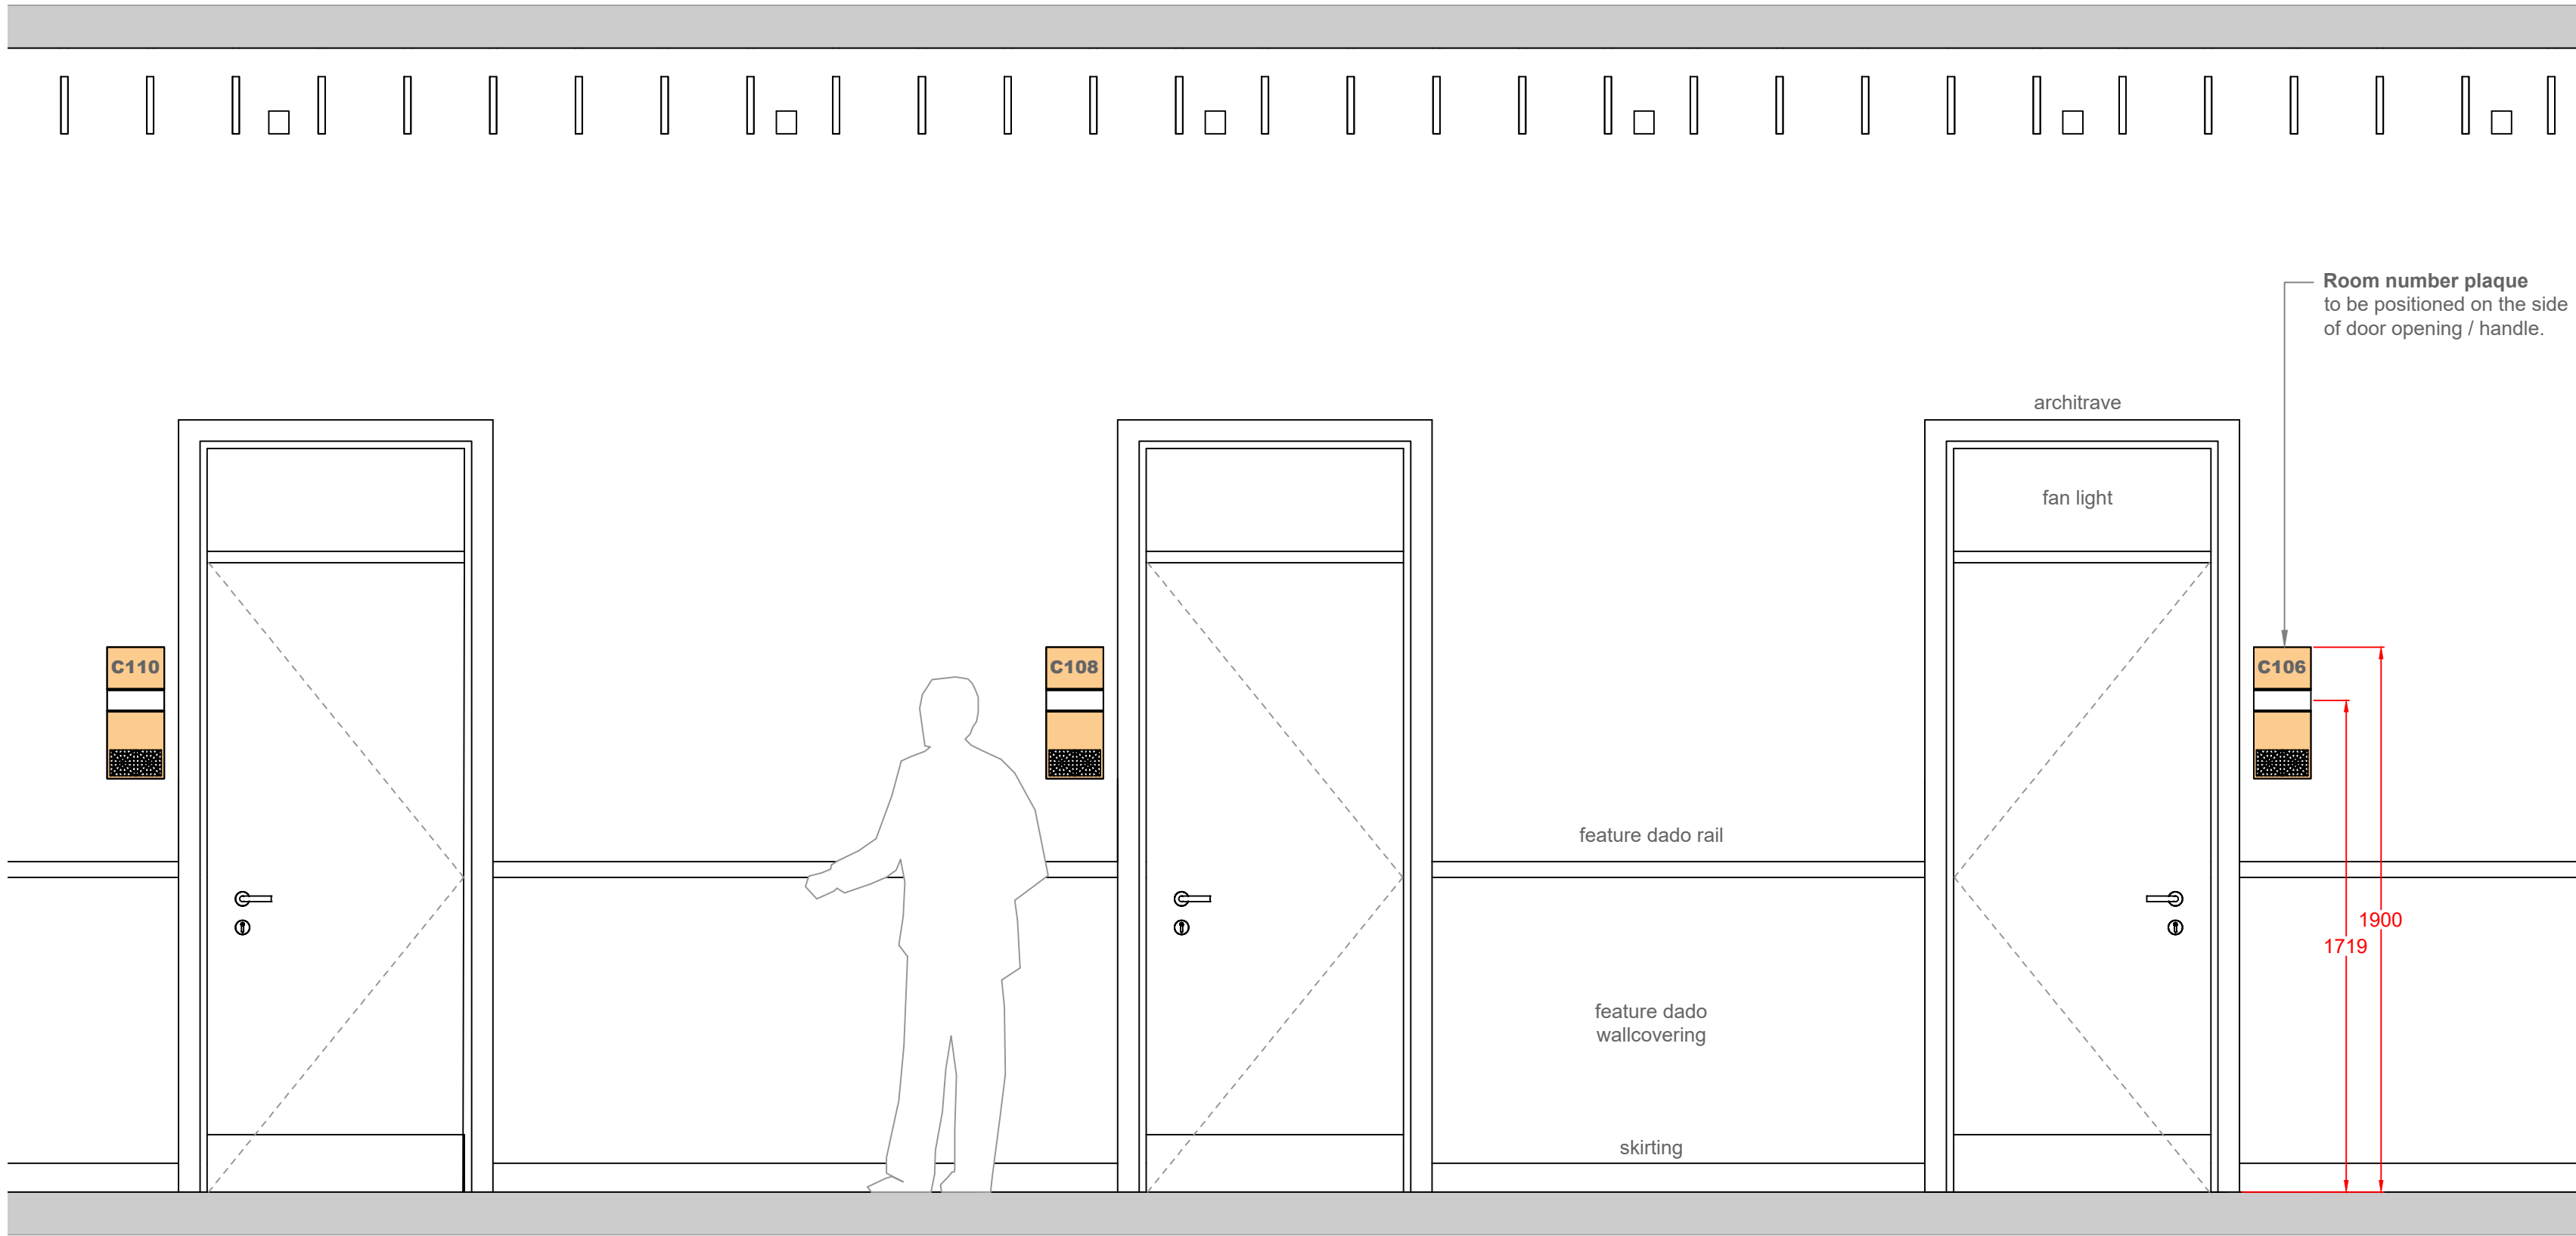 Room number plaque
to be positioned on the side
of door opening / handle.
architrave
fan light
C110
C108
C106
feature dado rail
1900
1719
feature dado
wallcovering
skirting